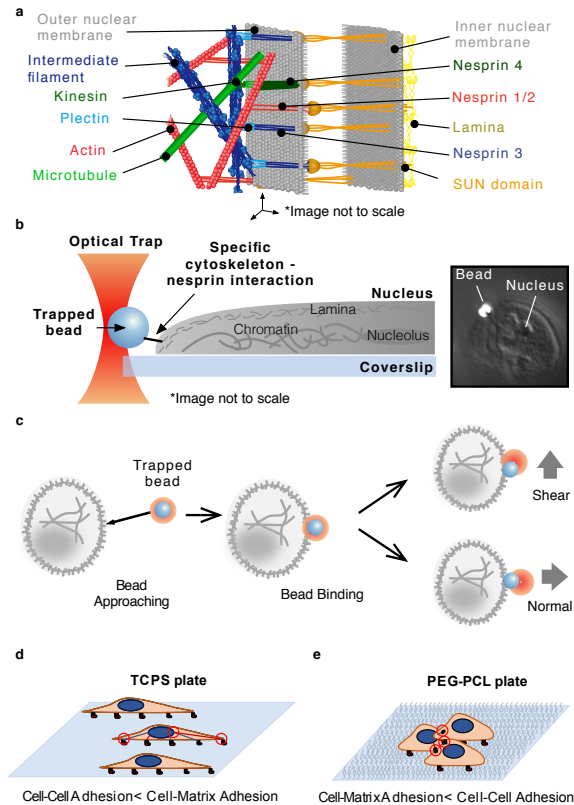 a
Outer nuclear
membrane
Intermediate
filament
Kinesin
Plectin
Actin
Microtubule
Inner nuclear
membrane
Nesprin 4
Nesprin 1/2
Lamina
Nesprin 3
SUN domain
*Image not to scale
b
Optical Trap
Specific
cytoskeleton -
nesprin interaction
Trapped
bead
Nucleus
Lamina
Chromatin
Nucleolus
Coverslip
*Image not to scale
Bead
Nucleus
c
Trapped
bead
Bead
Approaching
Bead Binding
Shear
Normal
d
TCPS plate
Cell-Cell Adhesion< Cell-Matrix Adhesion
e
PEG-PCL plate
Cell-Matrix Adhesion< Cell-Cell Adhesion